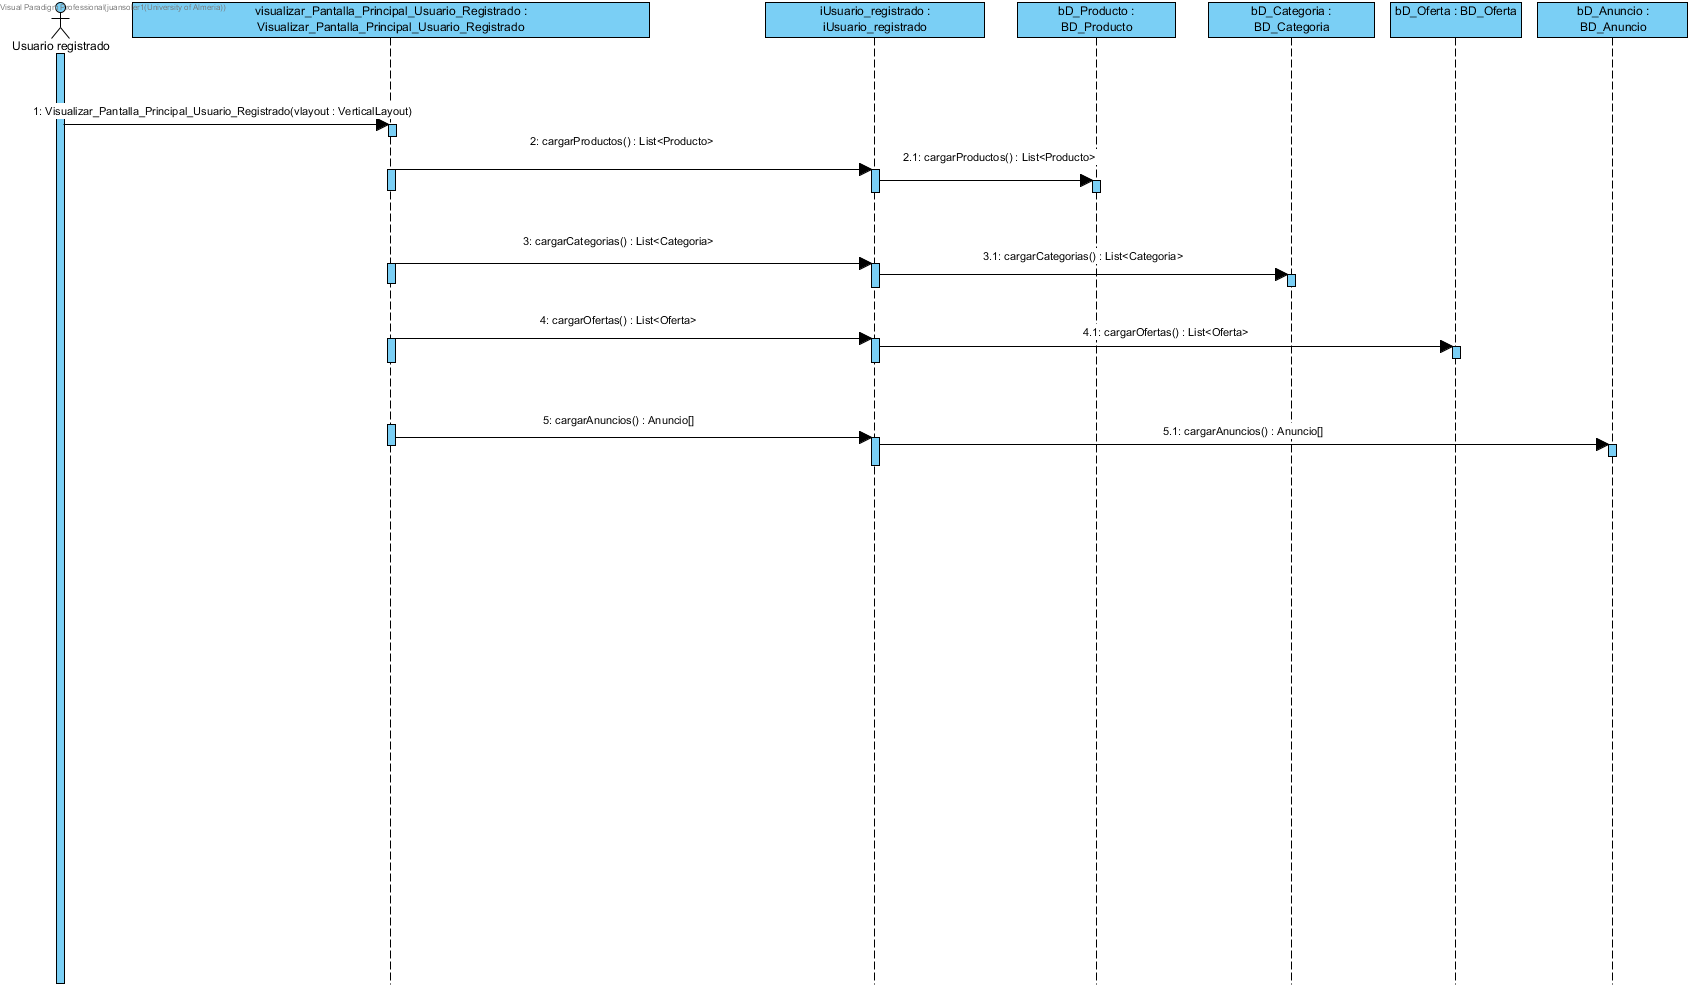 Visual Paradigm Professional(juansoler1(University of Almeria))
Usuario registrado
visualizar_Pantalla_Principal_Usuario_Registrado :
Visualizar_Pantalla_Principal_Usuario_Registrado
iUsuario_registrado :
iUsuario_registrado
bD_Producto :
BD_Producto
bD_Categoria :
BD_Categoria
bD_Oferta : BD_Oferta
bD_Anuncio :
BD_Anuncio
1: Visualizar_Pantalla_Principal_Usuario_Registrado(vlayout : VerticalLayout)
2: cargarProductos() : List<Producto>
2.1: cargarProductos() : List<Producto>
3: cargarCategorias() : List<Categoria>
3.1: cargarCategorias() : List<Categoria>
4: cargarOfertas() : List<Oferta>
4.1: cargarOfertas() : List<Oferta>
5: cargarAnuncios() : Anuncio[]
5.1: cargarAnuncios() : Anuncio[]